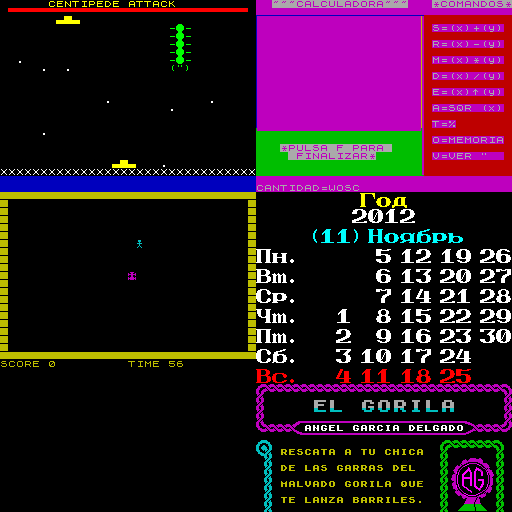 CENTIPEDE ATTACK
(")
"""CALCULADORA"""
*COMANDOS*
S=(x)+(y)
R=(x)-(y)
M=(x)*(y)
D=(x)/(y)
E=(x)↑(y)
A=SQR (x)
T=%
O=MEMORIA
V=VER "
*PULSA F PARA
FINALIZAR*
CANTIDAD=WOSC
SCORE 0 TIME 56
Год
2012
(11) Ноябрь
Пн. 5 12 19 26
Вт. 6 13 20 27
Ср. 7 14 21 28
Чт. 1 8 15 22 29
Пт. 2 9 16 23 30
Сб. 3 10 17 24
Вс. 4 11 18 25
EL GORILA
ANGEL GARCIA DELGADO
RESCATA A TU CHICA
DE LAS GARRAS DEL
MALVADO GORILA QUE
TE LANZA BARRILES.
AG